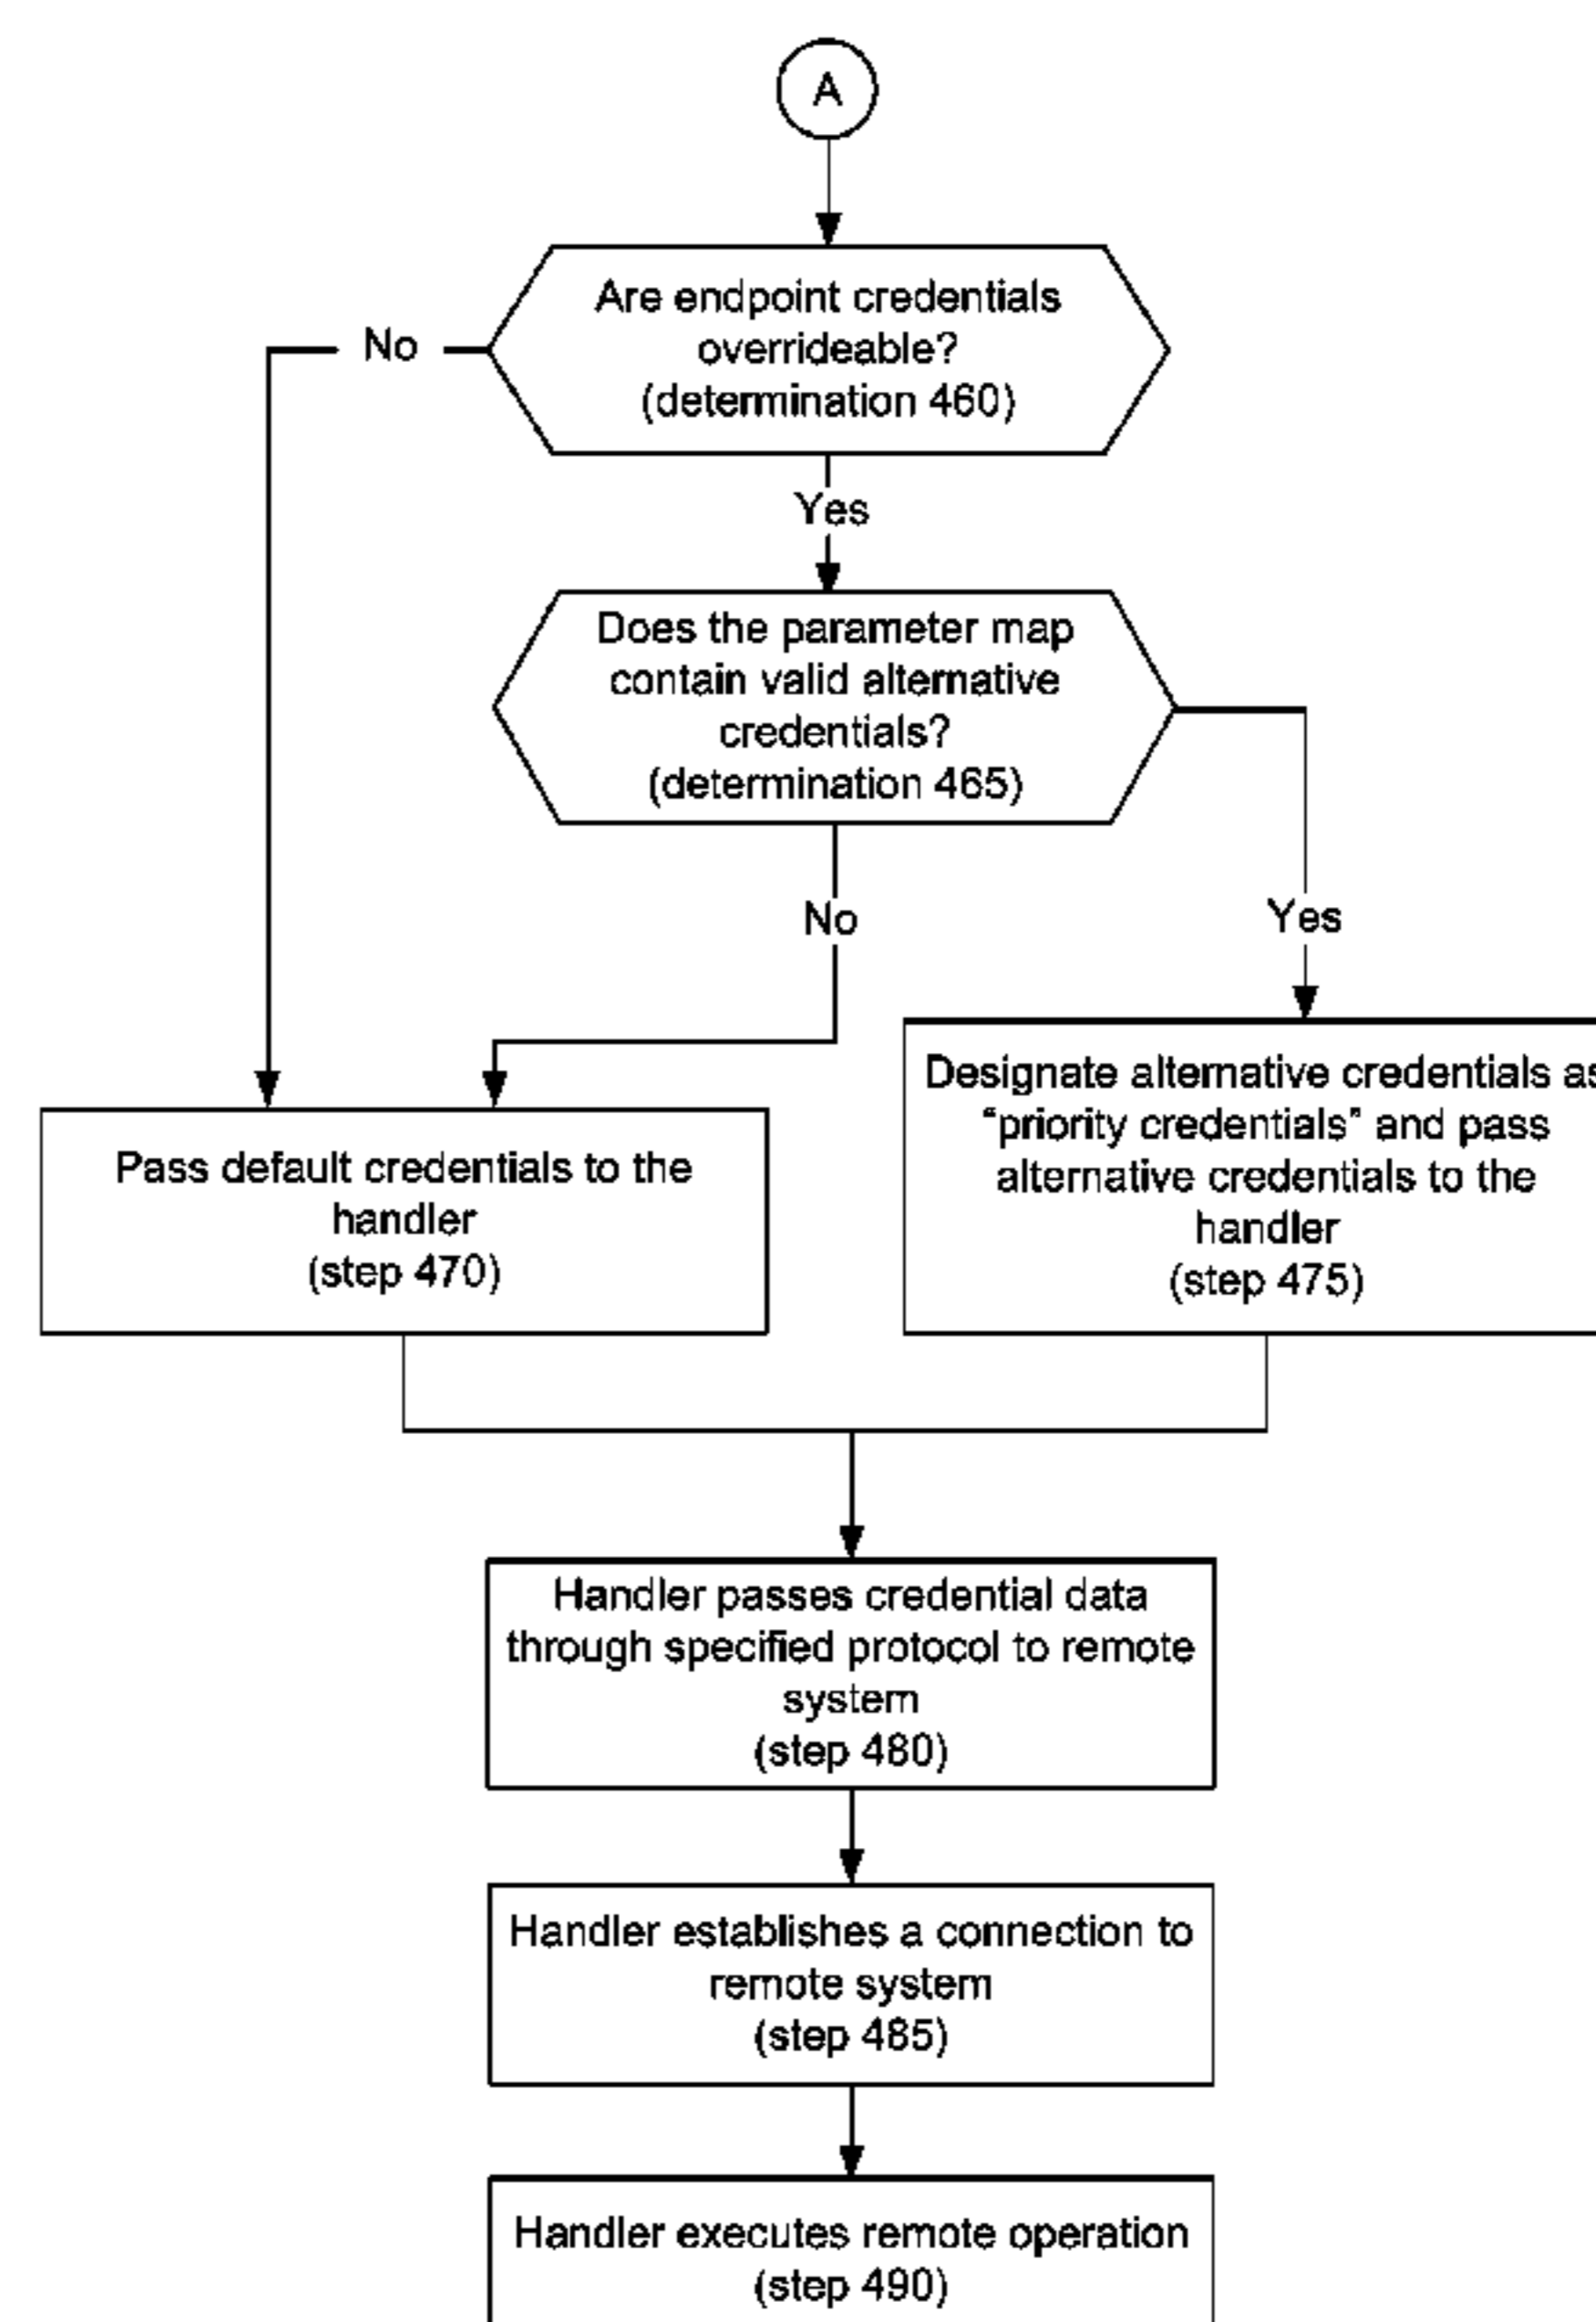 A
Are endpoint credentials
overrideable?
(determination 460)
No
Yes
Does the parameter map
contain valid alternative
credentials?
(determination 465)
No
Yes
Pass default credentials to the
handler
(step 470)
Designate alternative credentials as
“priority credentials” and pass
alternative credentials to the
handler
(step 475)
Handler passes credential data
through specified protocol to remote
system
(step 480)
Handler establishes a connection to
remote system
(step 485)
Handler executes remote operation
(step 490)